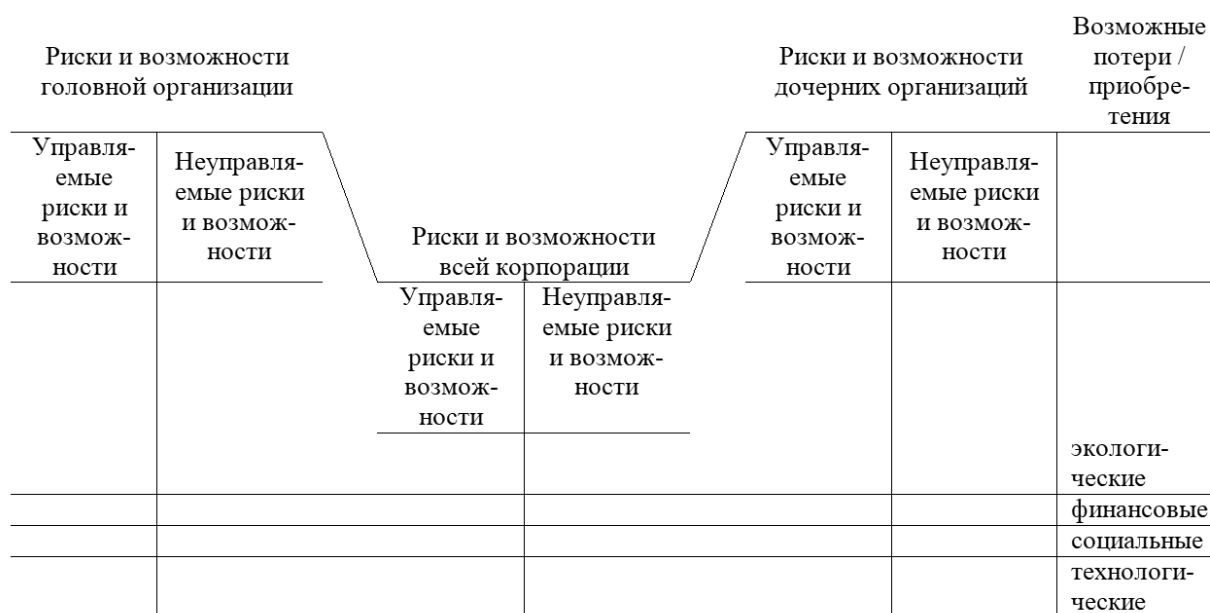 Риски и возможности
головной организации
Риски и возможности
дочерних организаций
Возможные
потери /
приобре-
тения
Управля-
емые
риски и
возмож-
ности
Неуправля-
емые риски
и возмож-
ности
Риски и возможности
всей корпорации
Управля-
емые
риски и
возмож-
ности
Неуправля-
емые риски
и возмож-
ности
Управля-
емые
риски и
возмож-
ности
Неуправля-
емые риски
и возмож-
ности
экологи-
ческие
финансовые
социальные
технологи-
ческие